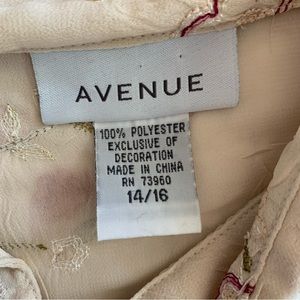 AVENUE
100% POLYESTER
EXCLUSIVE OF
DECORATION
MADE IN CHINA
RN 73960
14/16